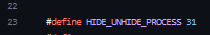 22
23 #define HIDE_UNHIDE_PROCESS 31